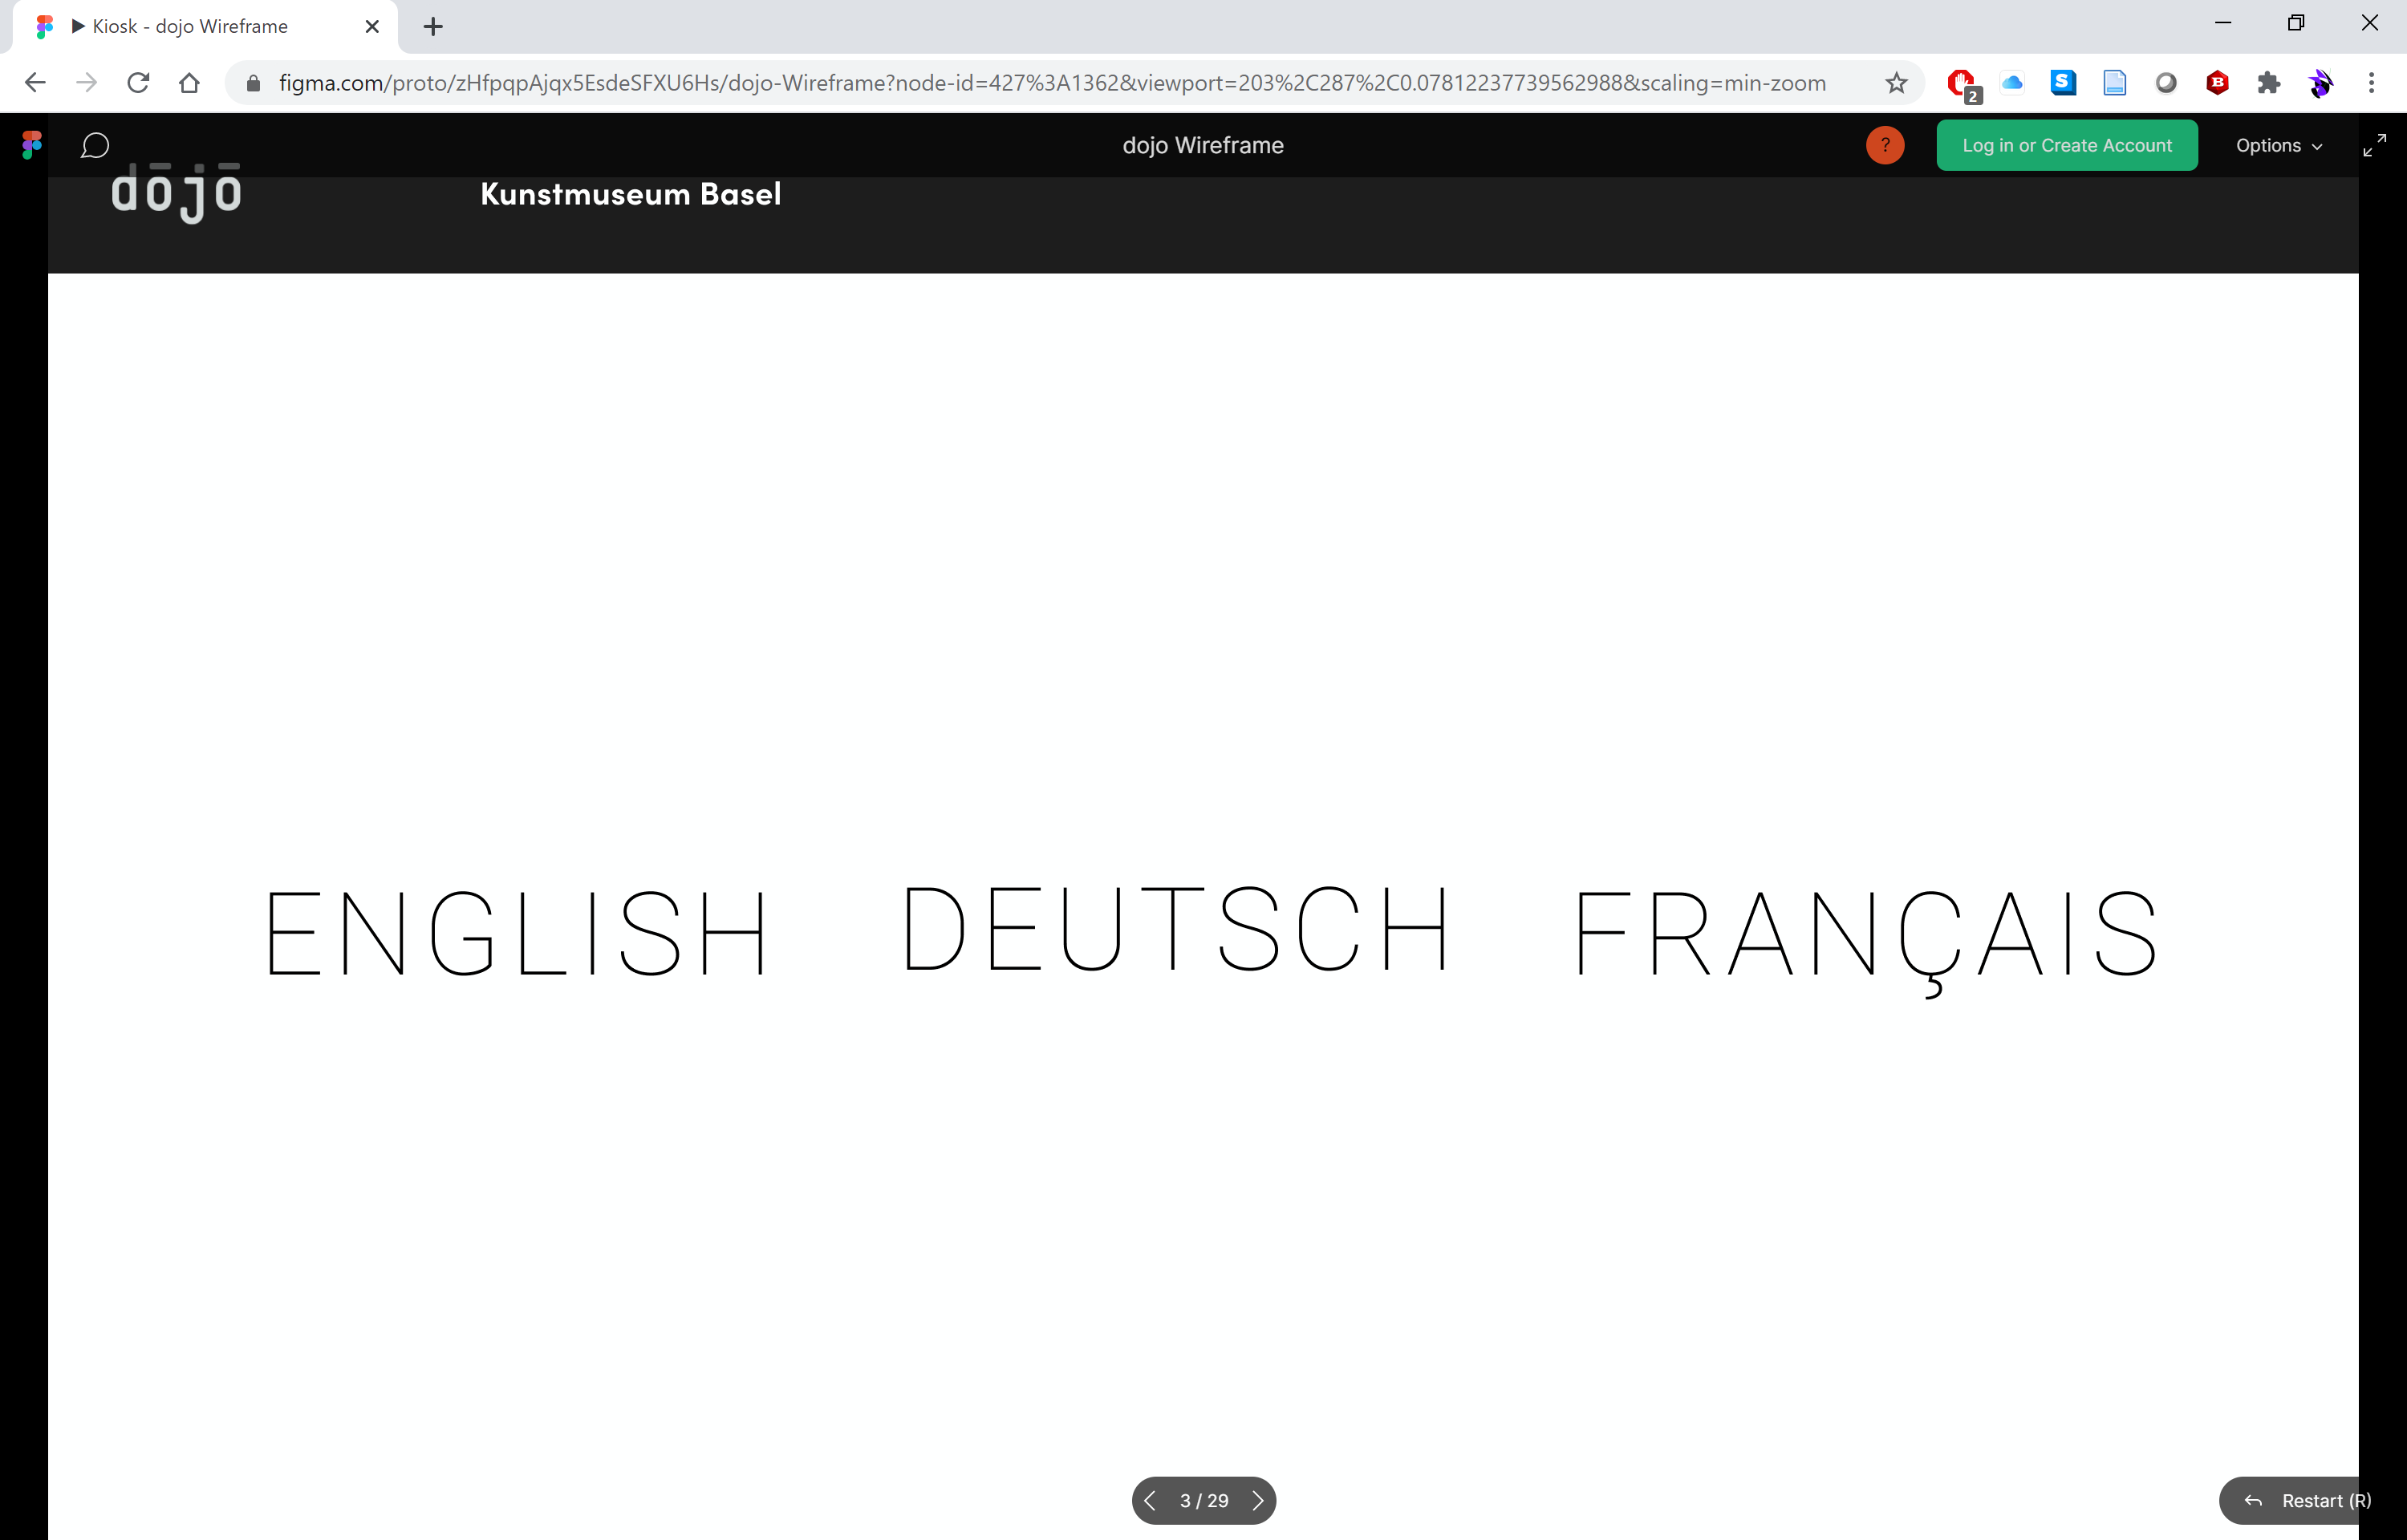 Kiosk - dojo Wireframe
figma.com/proto/zHfpqpAjqx5EsdeSFXU6Hs/dojo-Wireframe?node-id=427%3A1362&viewport=203%2C287%2C0.07812237739562988&scaling=min-zoom
S
2
B
dojo Wireframe
?
Log in or Create Account
Options
dōjō
Kunstmuseum Basel
ENGLISH DEUTSCH FRANÇAIS
3 / 29
Restart (R)